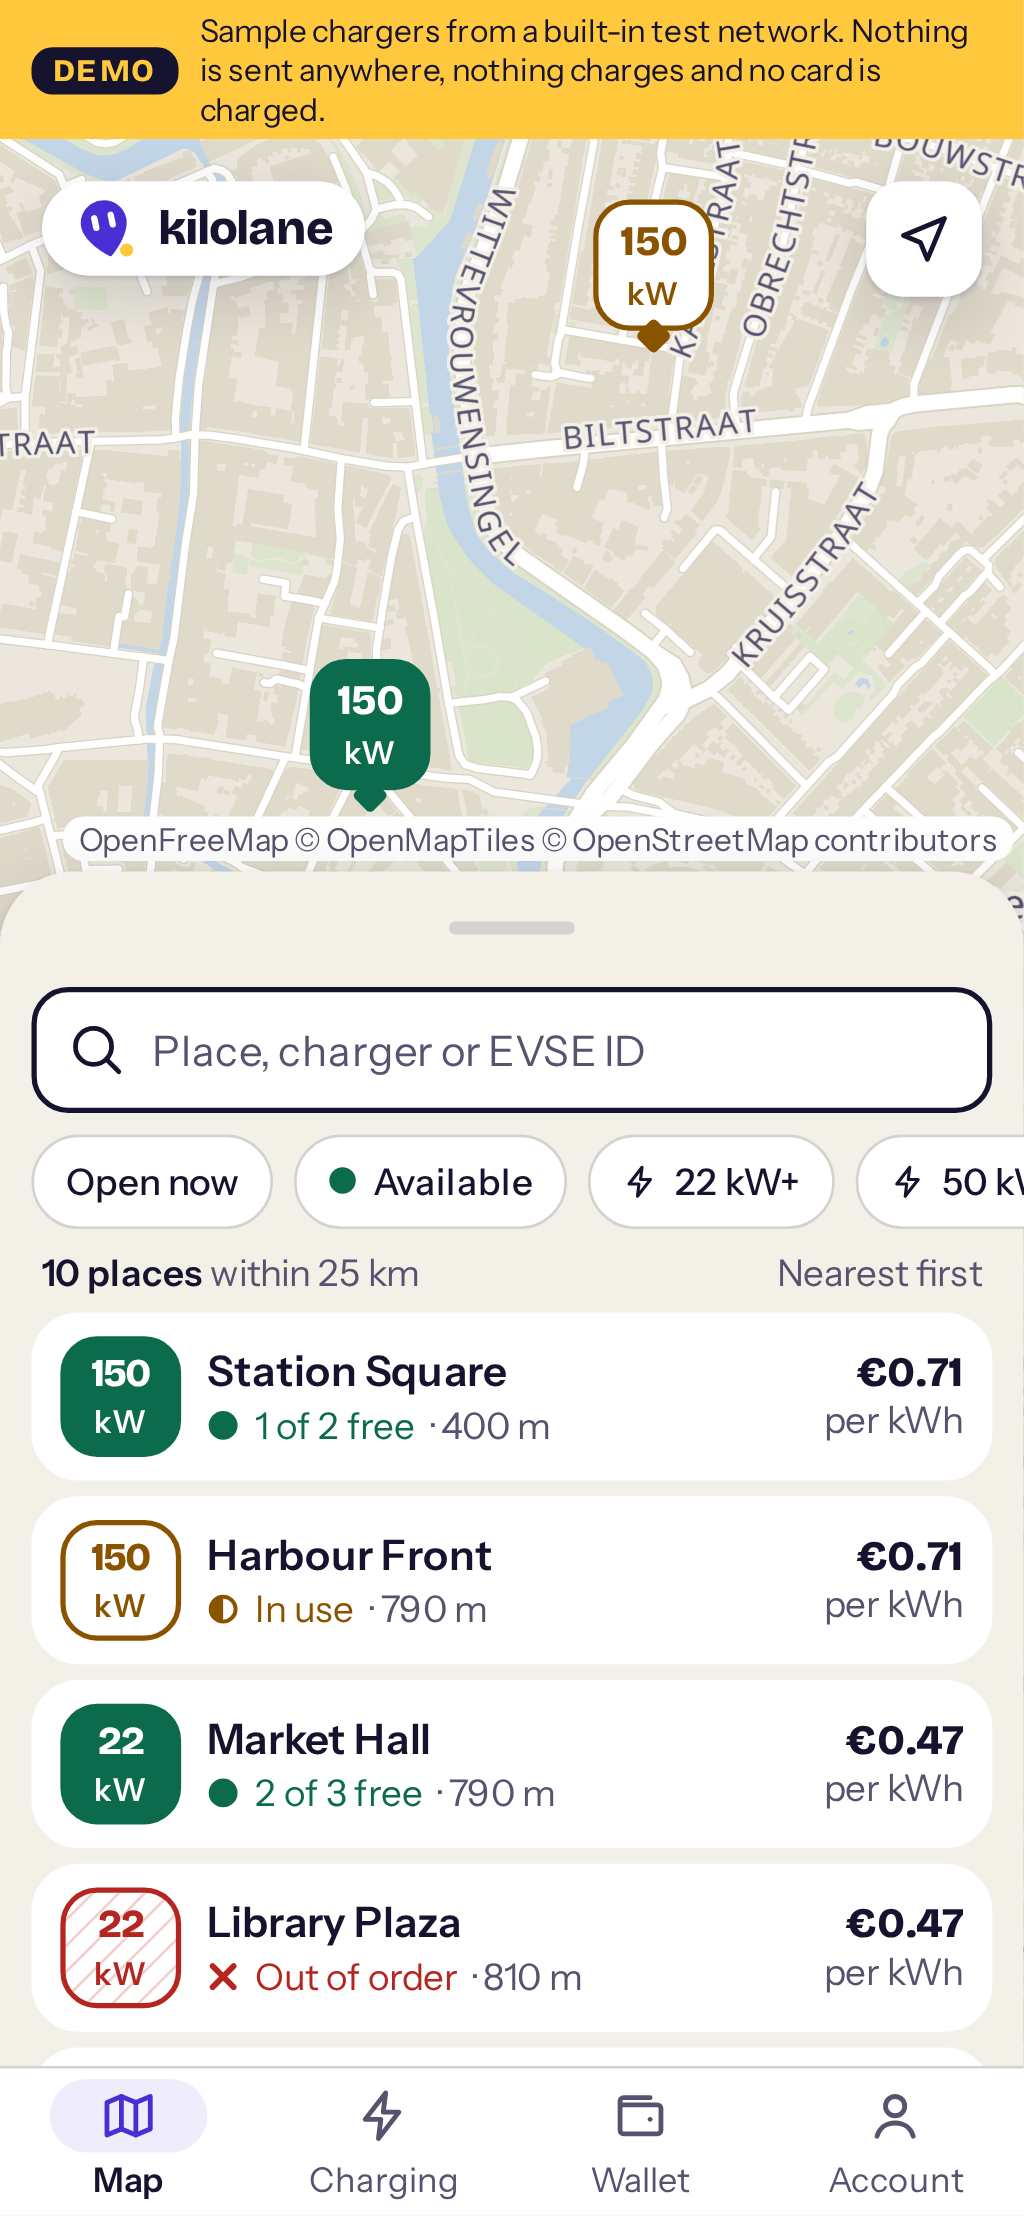 DEMO
Sample chargers from a built-in test network. Nothing
is sent anywhere, nothing charges and no card is
charged.
kilolane
150
kW
WITTEVROUWENSINGEL
OBRECHTSTR
BOUWSTR
TRAAT
BILTSTRAAT
KRUISSTRAAT
150
kW
OpenFreeMap © OpenMapTiles © OpenStreetMap contributors
Place, charger or EVSE ID
Open now
Available
22 kW+
50 kW
10 places within 25 km
Nearest first
150
kW
Station Square
1 of 2 free · 400 m
€0.71
per kWh
150
kW
Harbour Front
In use · 790 m
€0.71
per kWh
22
kW
Market Hall
2 of 3 free · 790 m
€0.47
per kWh
22
kW
Library Plaza
Out of order · 810 m
€0.47
per kWh
Map
Charging
Wallet
Account